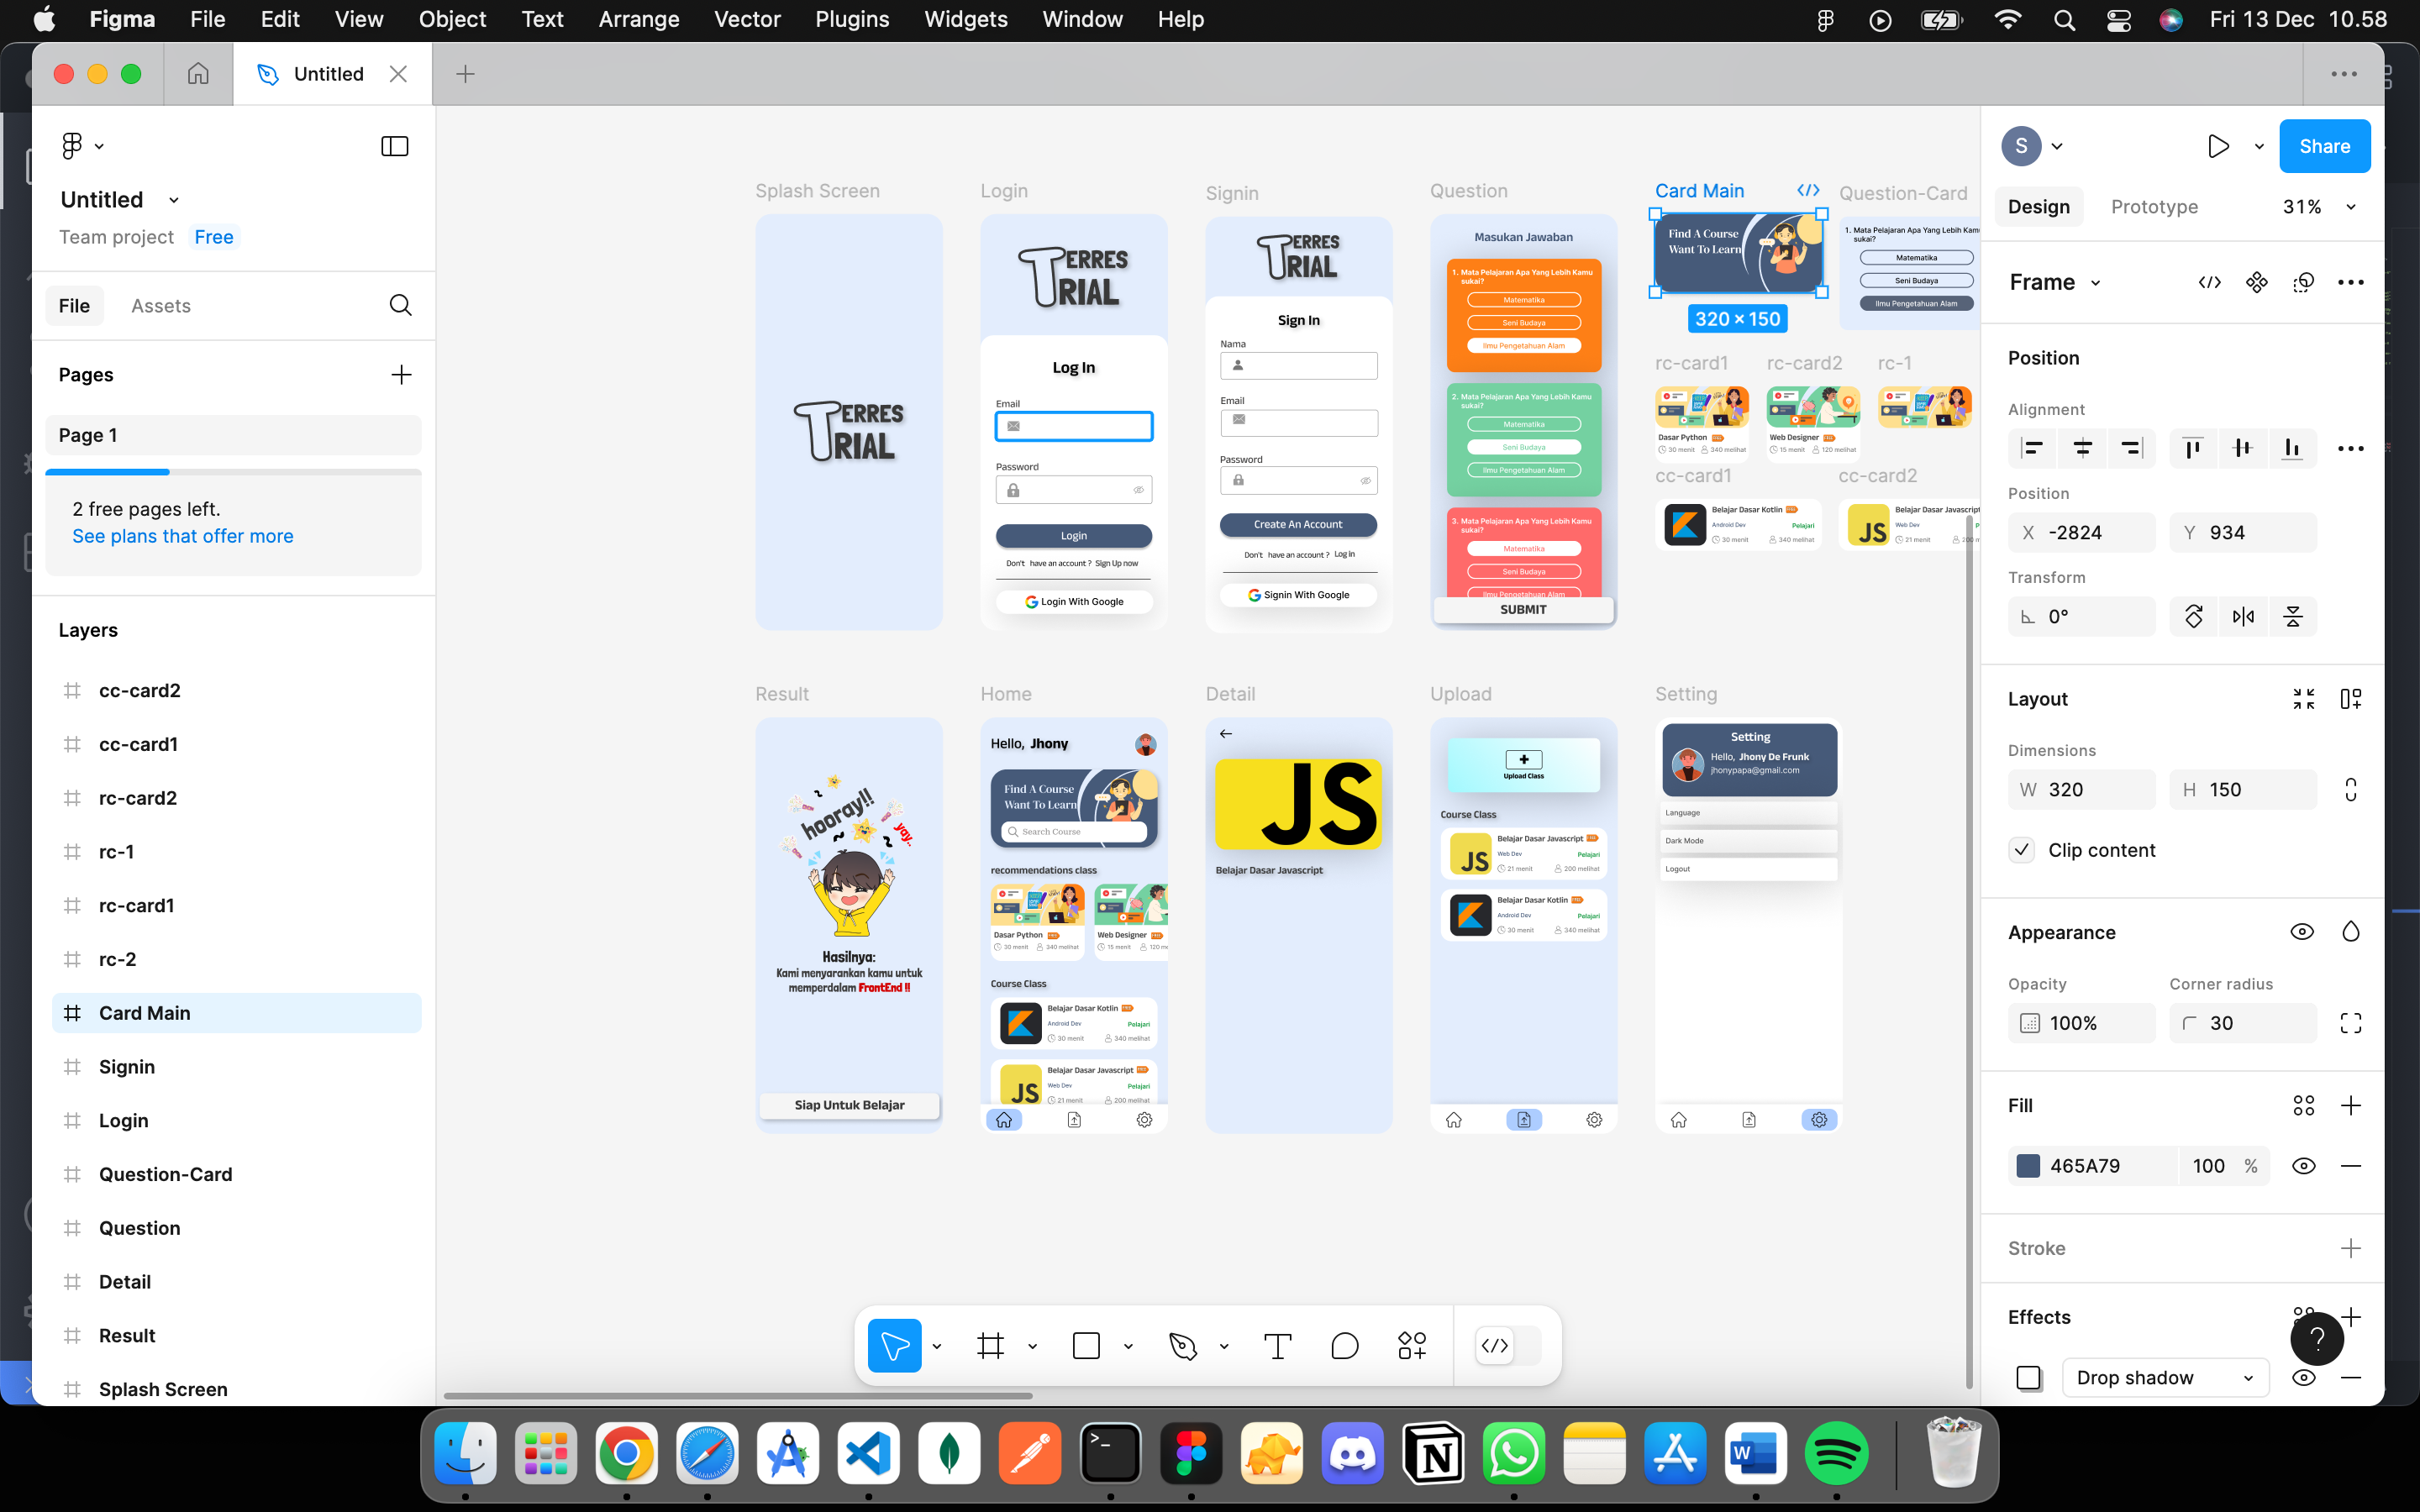 Figma File Edit View Object Text Arrange Vector Plugins Widgets Window Help Fri 13 Dec 10.58
Untitled
Untitled
Team project Free
File Assets
Pages
Page 1
2 free pages left.
See plans that offer more
Layers
cc-card2
cc-card1
rc-card2
rc-1
rc-card1
rc-2
Card Main
Signin
Login
Question-Card
Question
Detail
Result
Splash Screen
Splash Screen
TERRES
TRIAL
Login
TERRES
TRIAL
Log In
Email
Password
Login
Don't have an account ? Sign Up now
Login With Google
Signin
TERRES
TRIAL
Sign In
Nama
Email
Password
Create An Account
Don't have an account ? Log In
Signin With Google
Question
Masukan Jawaban
1. Mata Pelajaran Apa Yang Lebih Kamu
sukai?
Matematika
Seni Budaya
Ilmu Pengetahuan Alam
2. Mata Pelajaran Apa Yang Lebih Kamu
sukai?
Matematika
Seni Budaya
Ilmu Pengetahuan Alam
3. Mata Pelajaran Apa Yang Lebih Kamu
sukai?
Matematika
Seni Budaya
Ilmu Pengetahuan Alam
SUBMIT
Card Main
Find A Course
Want To Learn
320 × 150
Question-Card
1. Mata Pelajaran Apa Yang Lebih Kam
sukai?
Matematika
Seni Budaya
Ilmu Pengetahuan Alam
rc-card1 rc-card2 rc-1
Dasar Python
30 menit 340 melihat
Web Designer
15 menit 120 melihat
cc-card1 cc-card2
Belajar Dasar Kotlin
Android Dev Pelajari
30 menit 340 melihat
JS
Belajar Dasar Javascript
Web Dev P
21 menit 200 m
Result
hooray!!
yay..
Hasilnya:
Kami menyarankan kamu untuk
memperdalam FrontEnd !!
Siap Untuk Belajar
Home
Hello, Jhony
Find A Course
Want To Learn
Search Course
recommendations class
Dasar Python
30 menit 340 melihat
Web Designer
15 menit 120 m
Course Class
Belajar Dasar Kotlin
Android Dev Pelajari
30 menit 340 melihat
JS
Belajar Dasar Javascript
Web Dev Pelajari
21 menit 200 melihat
Detail
JS
Belajar Dasar Javascript
Upload
Upload Class
Course Class
JS
Belajar Dasar Javascript
Web Dev Pelajari
21 menit 200 melihat
Belajar Dasar Kotlin
Android Dev Pelajari
30 menit 340 melihat
Setting
Setting
Hello, Jhony De Frunk
jhonypapa@gmail.com
Language
Dark Mode
Logout
S Share
Design Prototype 31%
Frame
Position
Alignment
Position
X -2824 Y 934
Transform
0°
Layout
Dimensions
W 320 H 150
Clip content
Appearance
Opacity Corner radius
100% 30
Fill
465A79 100 %
Stroke
Effects
?
Drop shadow